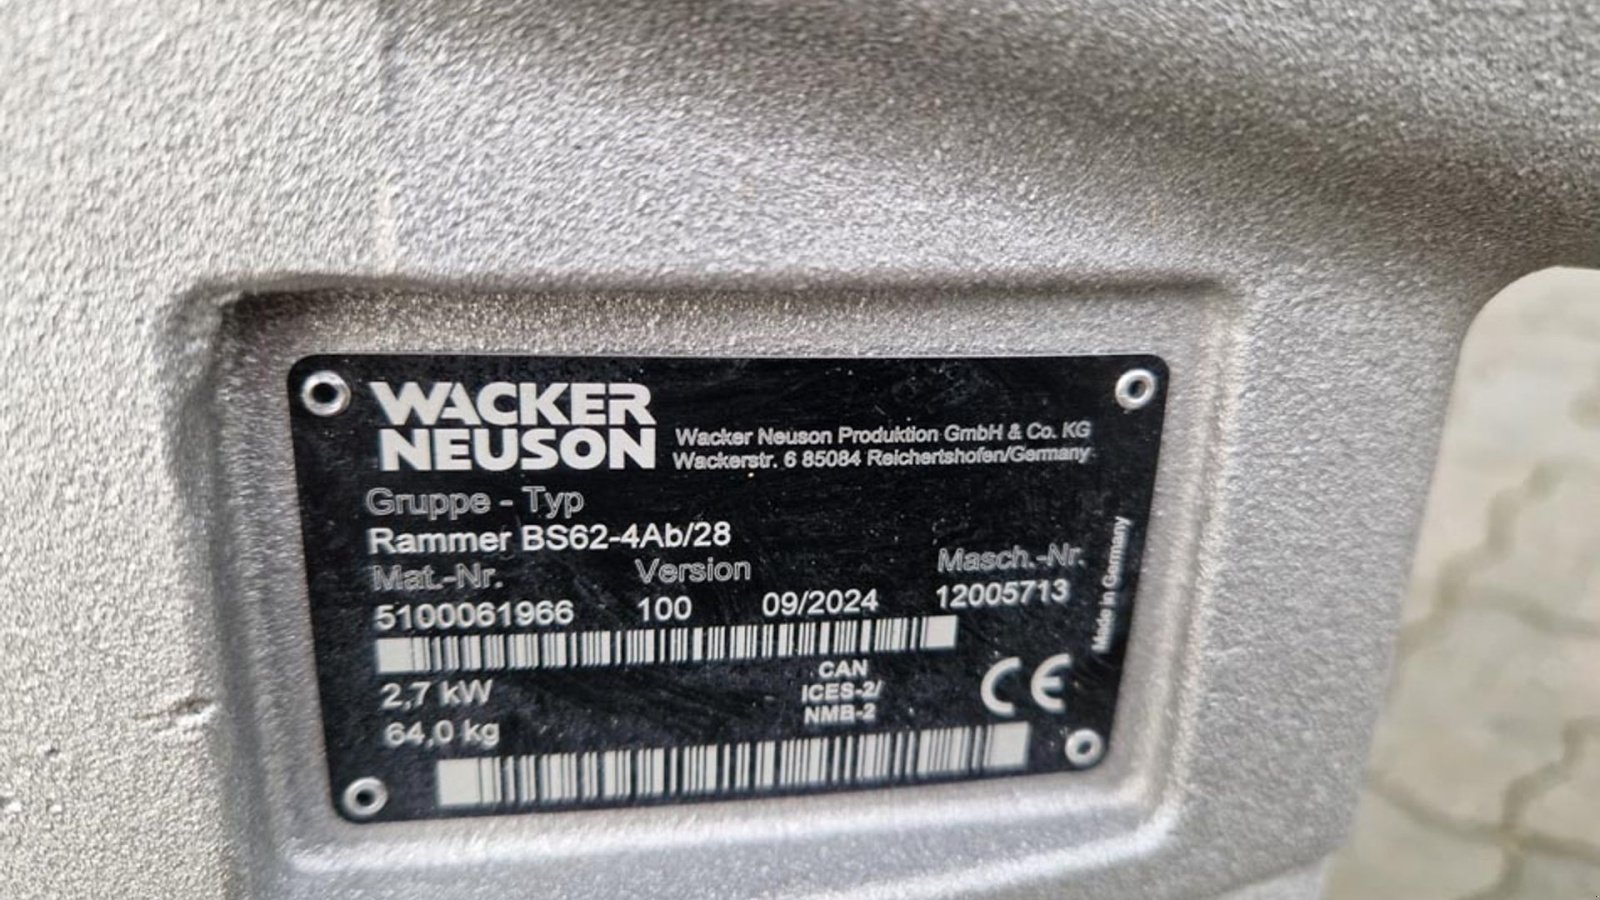 WACKER
NEUSON
Wacker Neuson Produktion GmbH & Co. KG
Wackerstr. 6 85084 Reichertshofen/Germany
Gruppe - Typ
Rammer BS62-4Ab/28
Mat.-Nr. Version Masch.-Nr.
5100061966 100 09/2024 12005713
2,7 kW
64,0 kg
CAN
ICES-2/
NMB-2
CE
Made in Germany